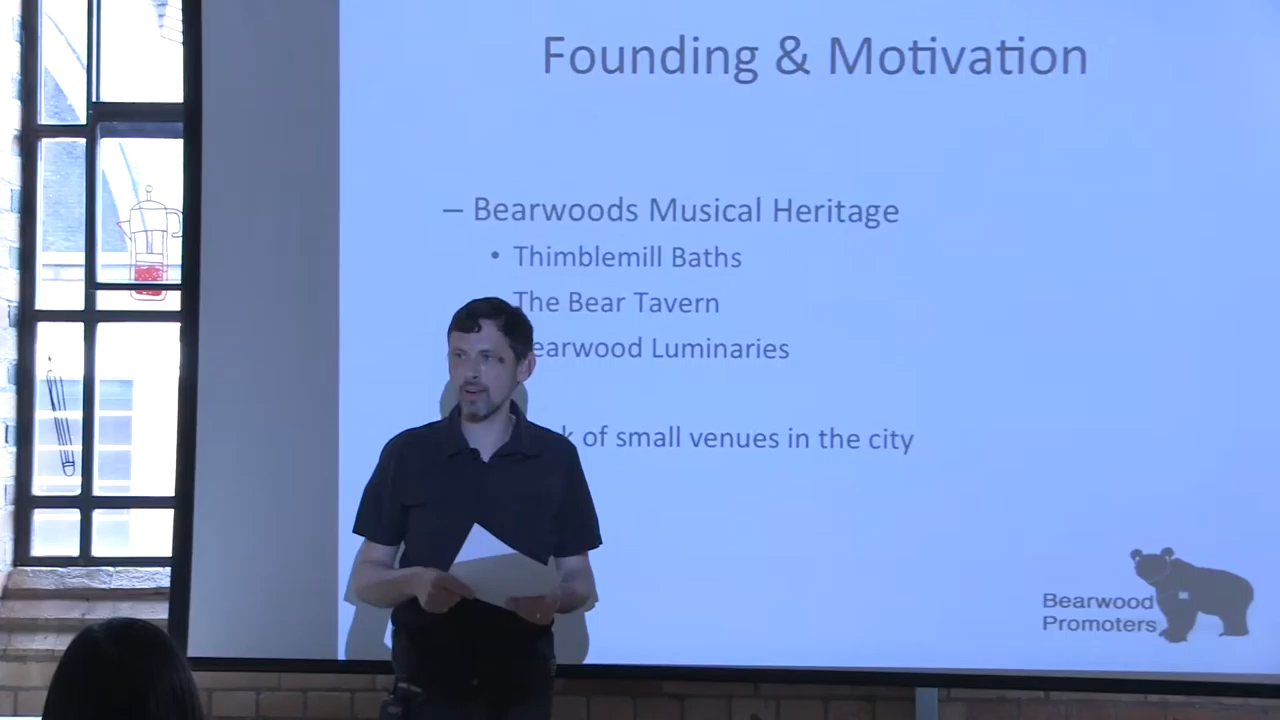 Founding & Motivation
– Bearwoods Musical Heritage
• Thimblemill Baths
The Bear Tavern
earwood Luminaries
k of small venues in the city
Bearwood
Promoters